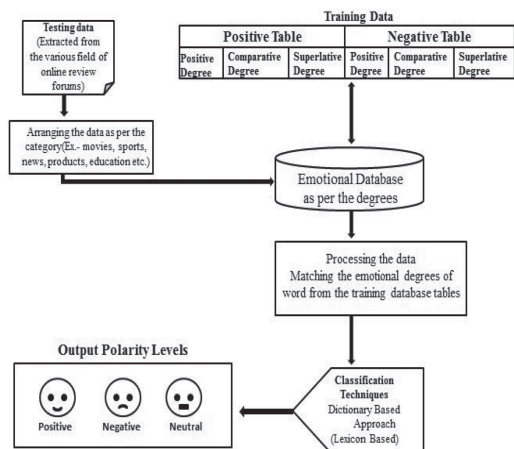 Testing data
(Extracted from
the various field of
online review
forums)
Training Data
Positive Table
Negative Table
Positive Degree
Comparative Degree
Superlative Degree
Positive Degree
Comparative Degree
Superlative Degree
Arranging the data as per the
category(Ex.- movies, sports,
news, products, education etc.)
Emotional Database
as per the degrees
Processing the data
Matching the emotional degrees of
word from the training database tables
Output Polarity Levels
Positive
Negative
Neutral
Classification
Techniques
Dictionary Based
Approach
(Lexicon Based)